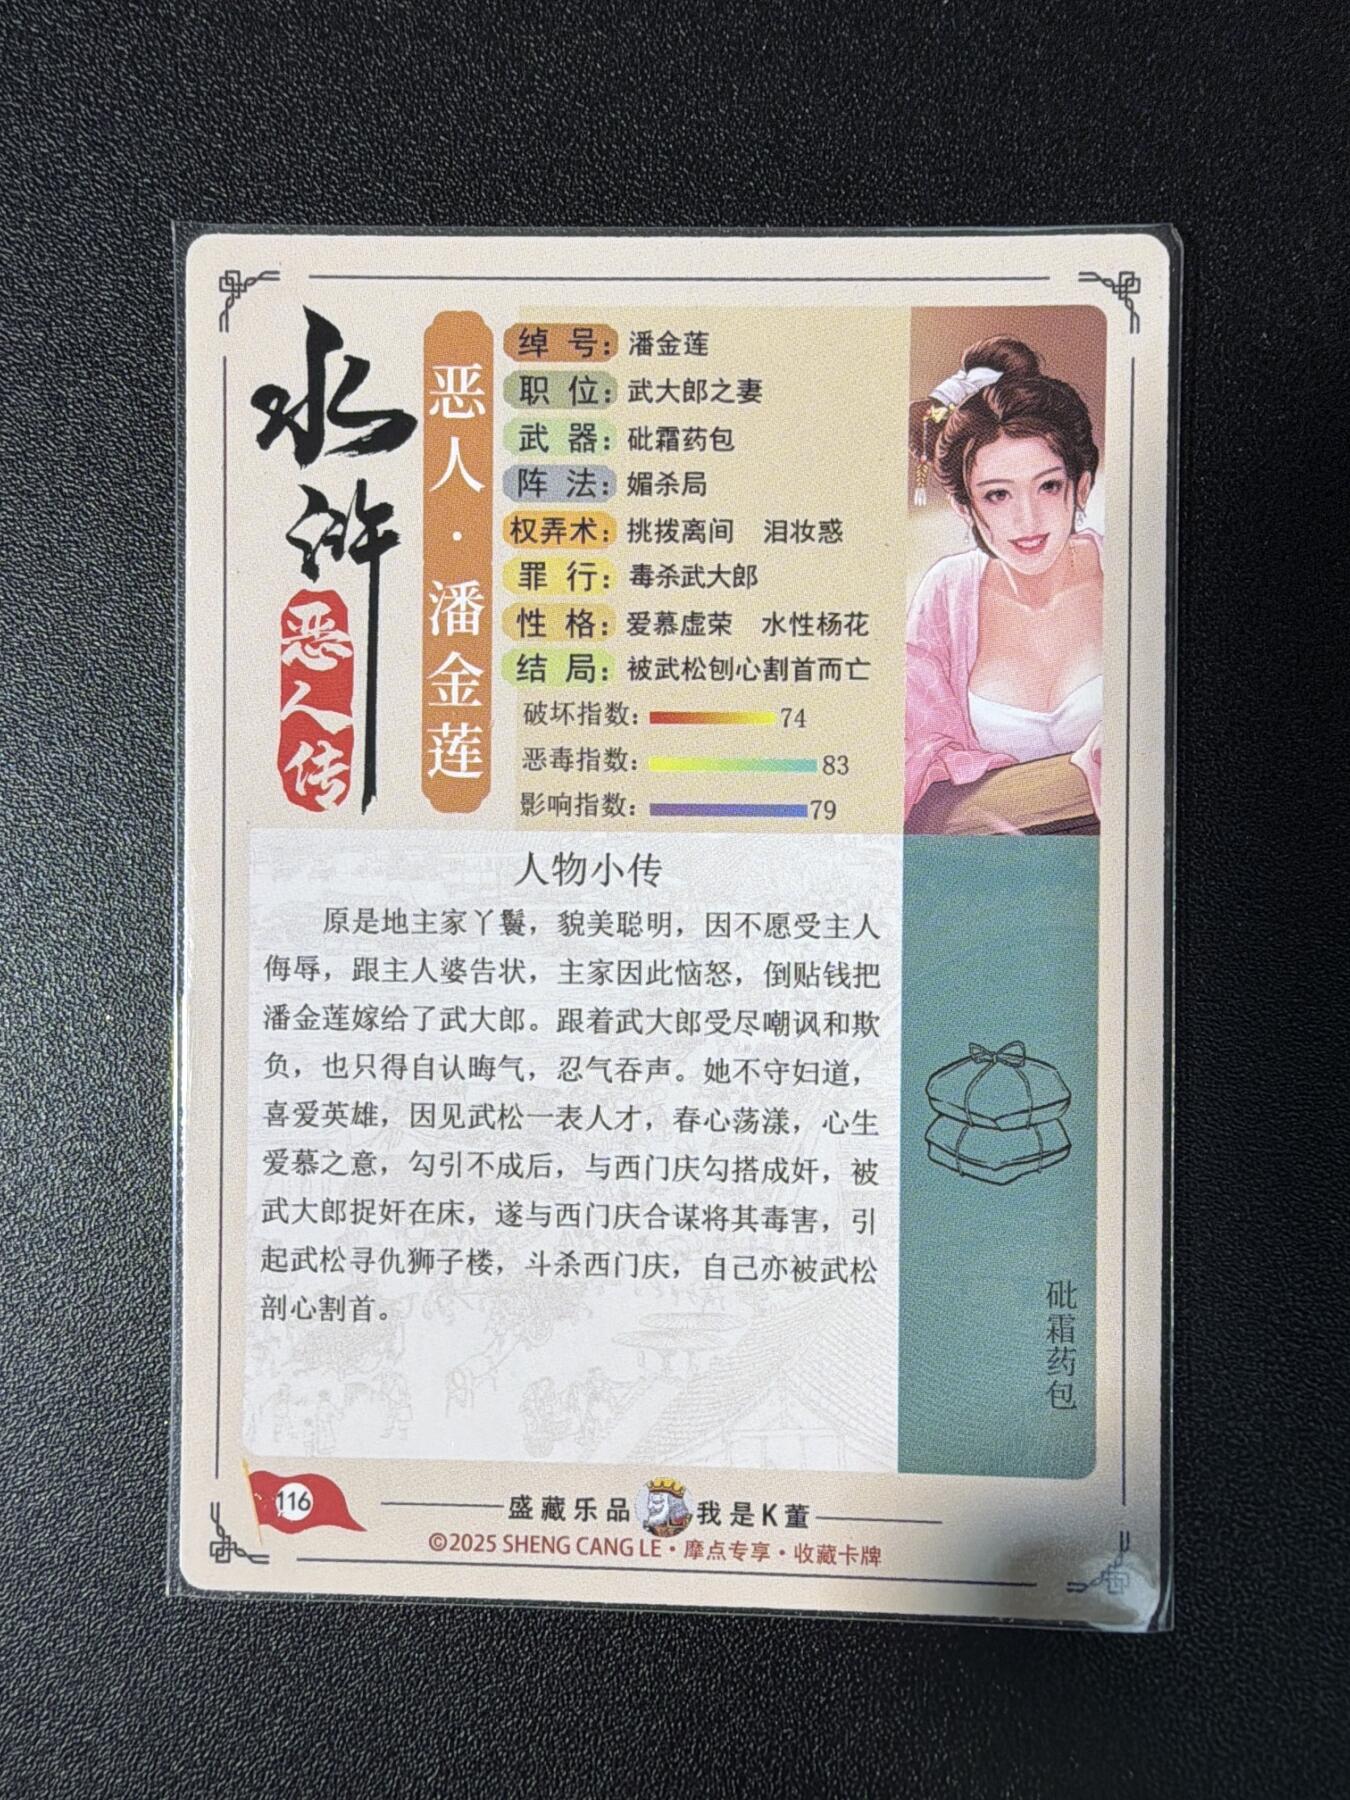 水浒
恶人传
恶人·潘金莲
绰号：潘金莲
职位：武大郎之妻
武器：砒霜药包
阵法：媚杀局
权弄术：挑拨离间 泪妆惑
罪行：毒杀武大郎
性格：爱慕虚荣 水性杨花
结局：被武松刨心割首而亡
破坏指数：74
恶毒指数：83
影响指数：79
人物小传
原是地主家丫鬟，貌美聪明，因不愿受主人
侮辱，跟主人婆告状，主家因此恼怒，倒贴钱把
潘金莲嫁给了武大郎。跟着武大郎受尽嘲讽和欺
负，也只得自认晦气，忍气吞声。她不守妇道，
喜爱英雄，因见武松一表人才，春心荡漾，心生
爱慕之意，勾引不成后，与西门庆勾搭成奸，被
武大郎捉奸在床，遂与西门庆合谋将其毒害，引
起武松寻仇狮子楼，斗杀西门庆，自己亦被武松
剖心割首。
砒霜药包
116
盛藏乐品 我是K董
©2025 SHENG CANG LE·摩点专享·收藏卡牌